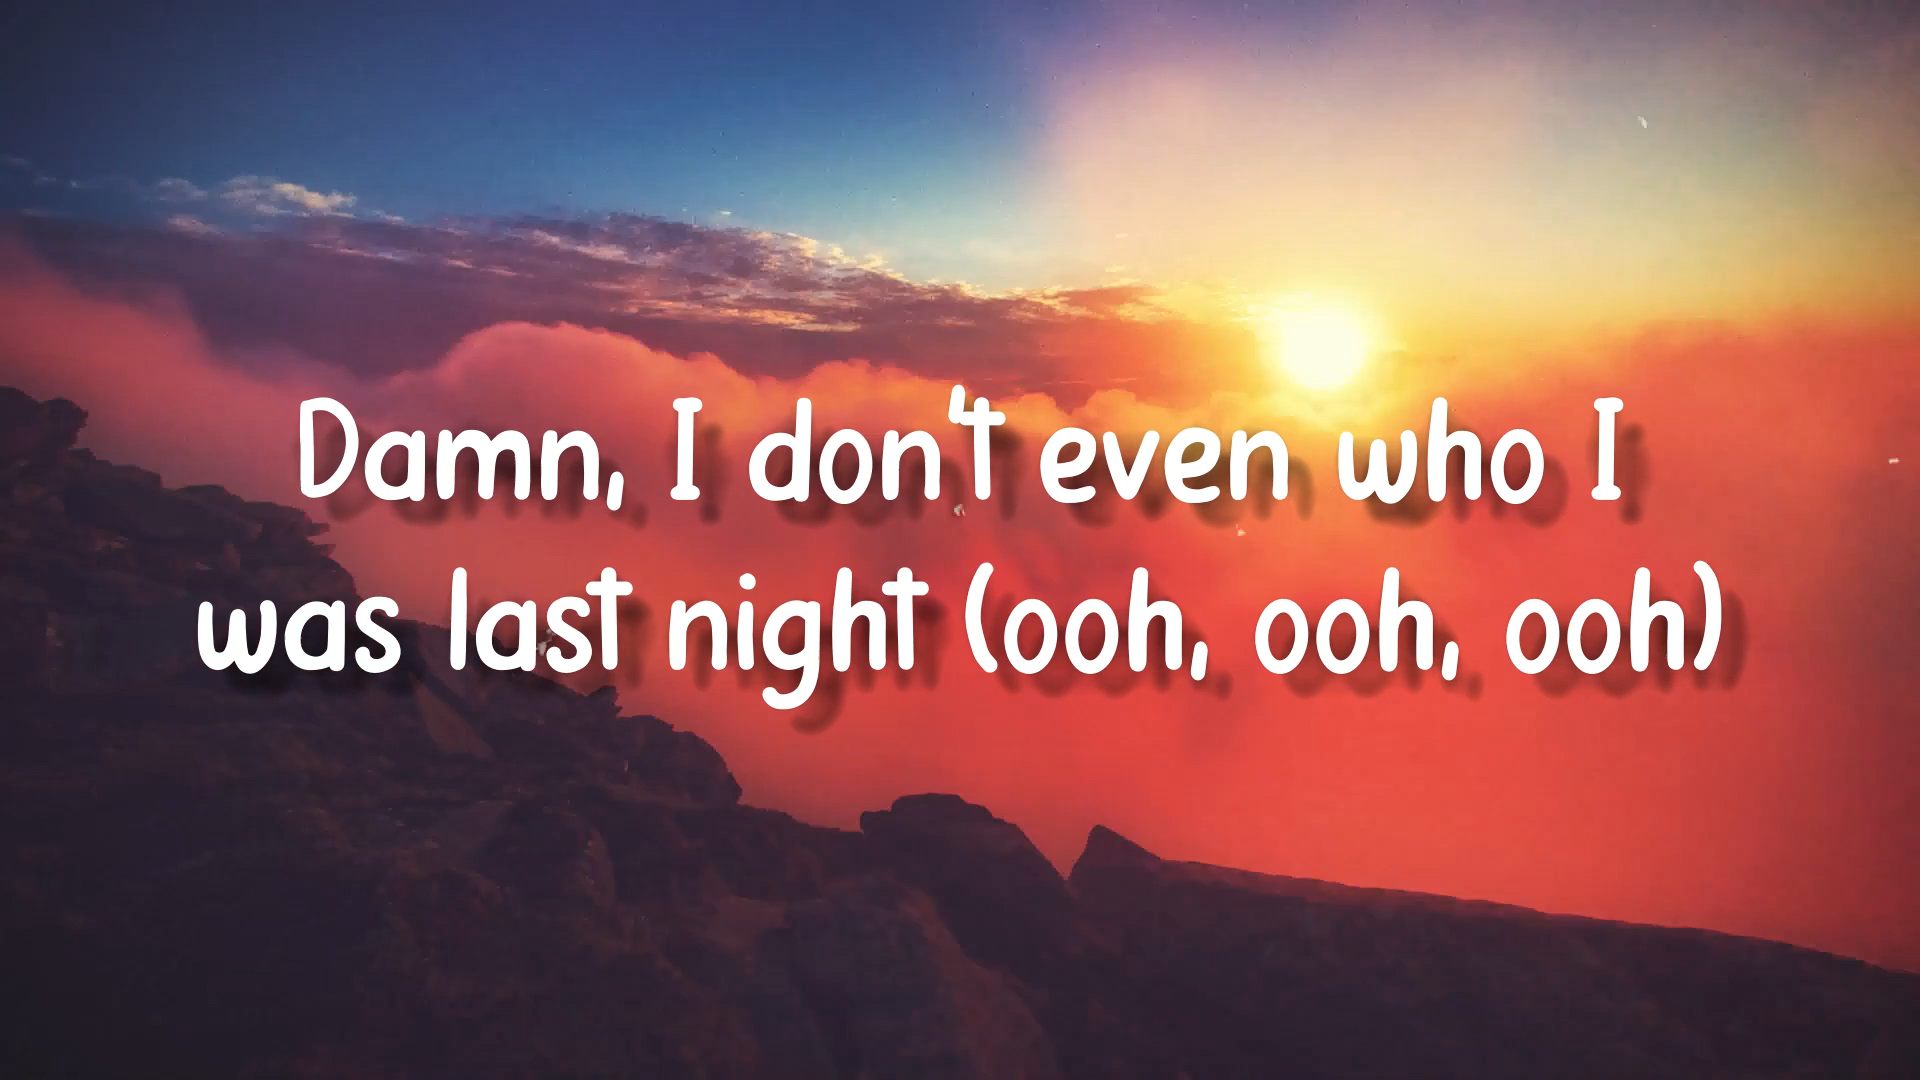 Damn, I don't even who I
was last night (ooh, ooh, ooh)